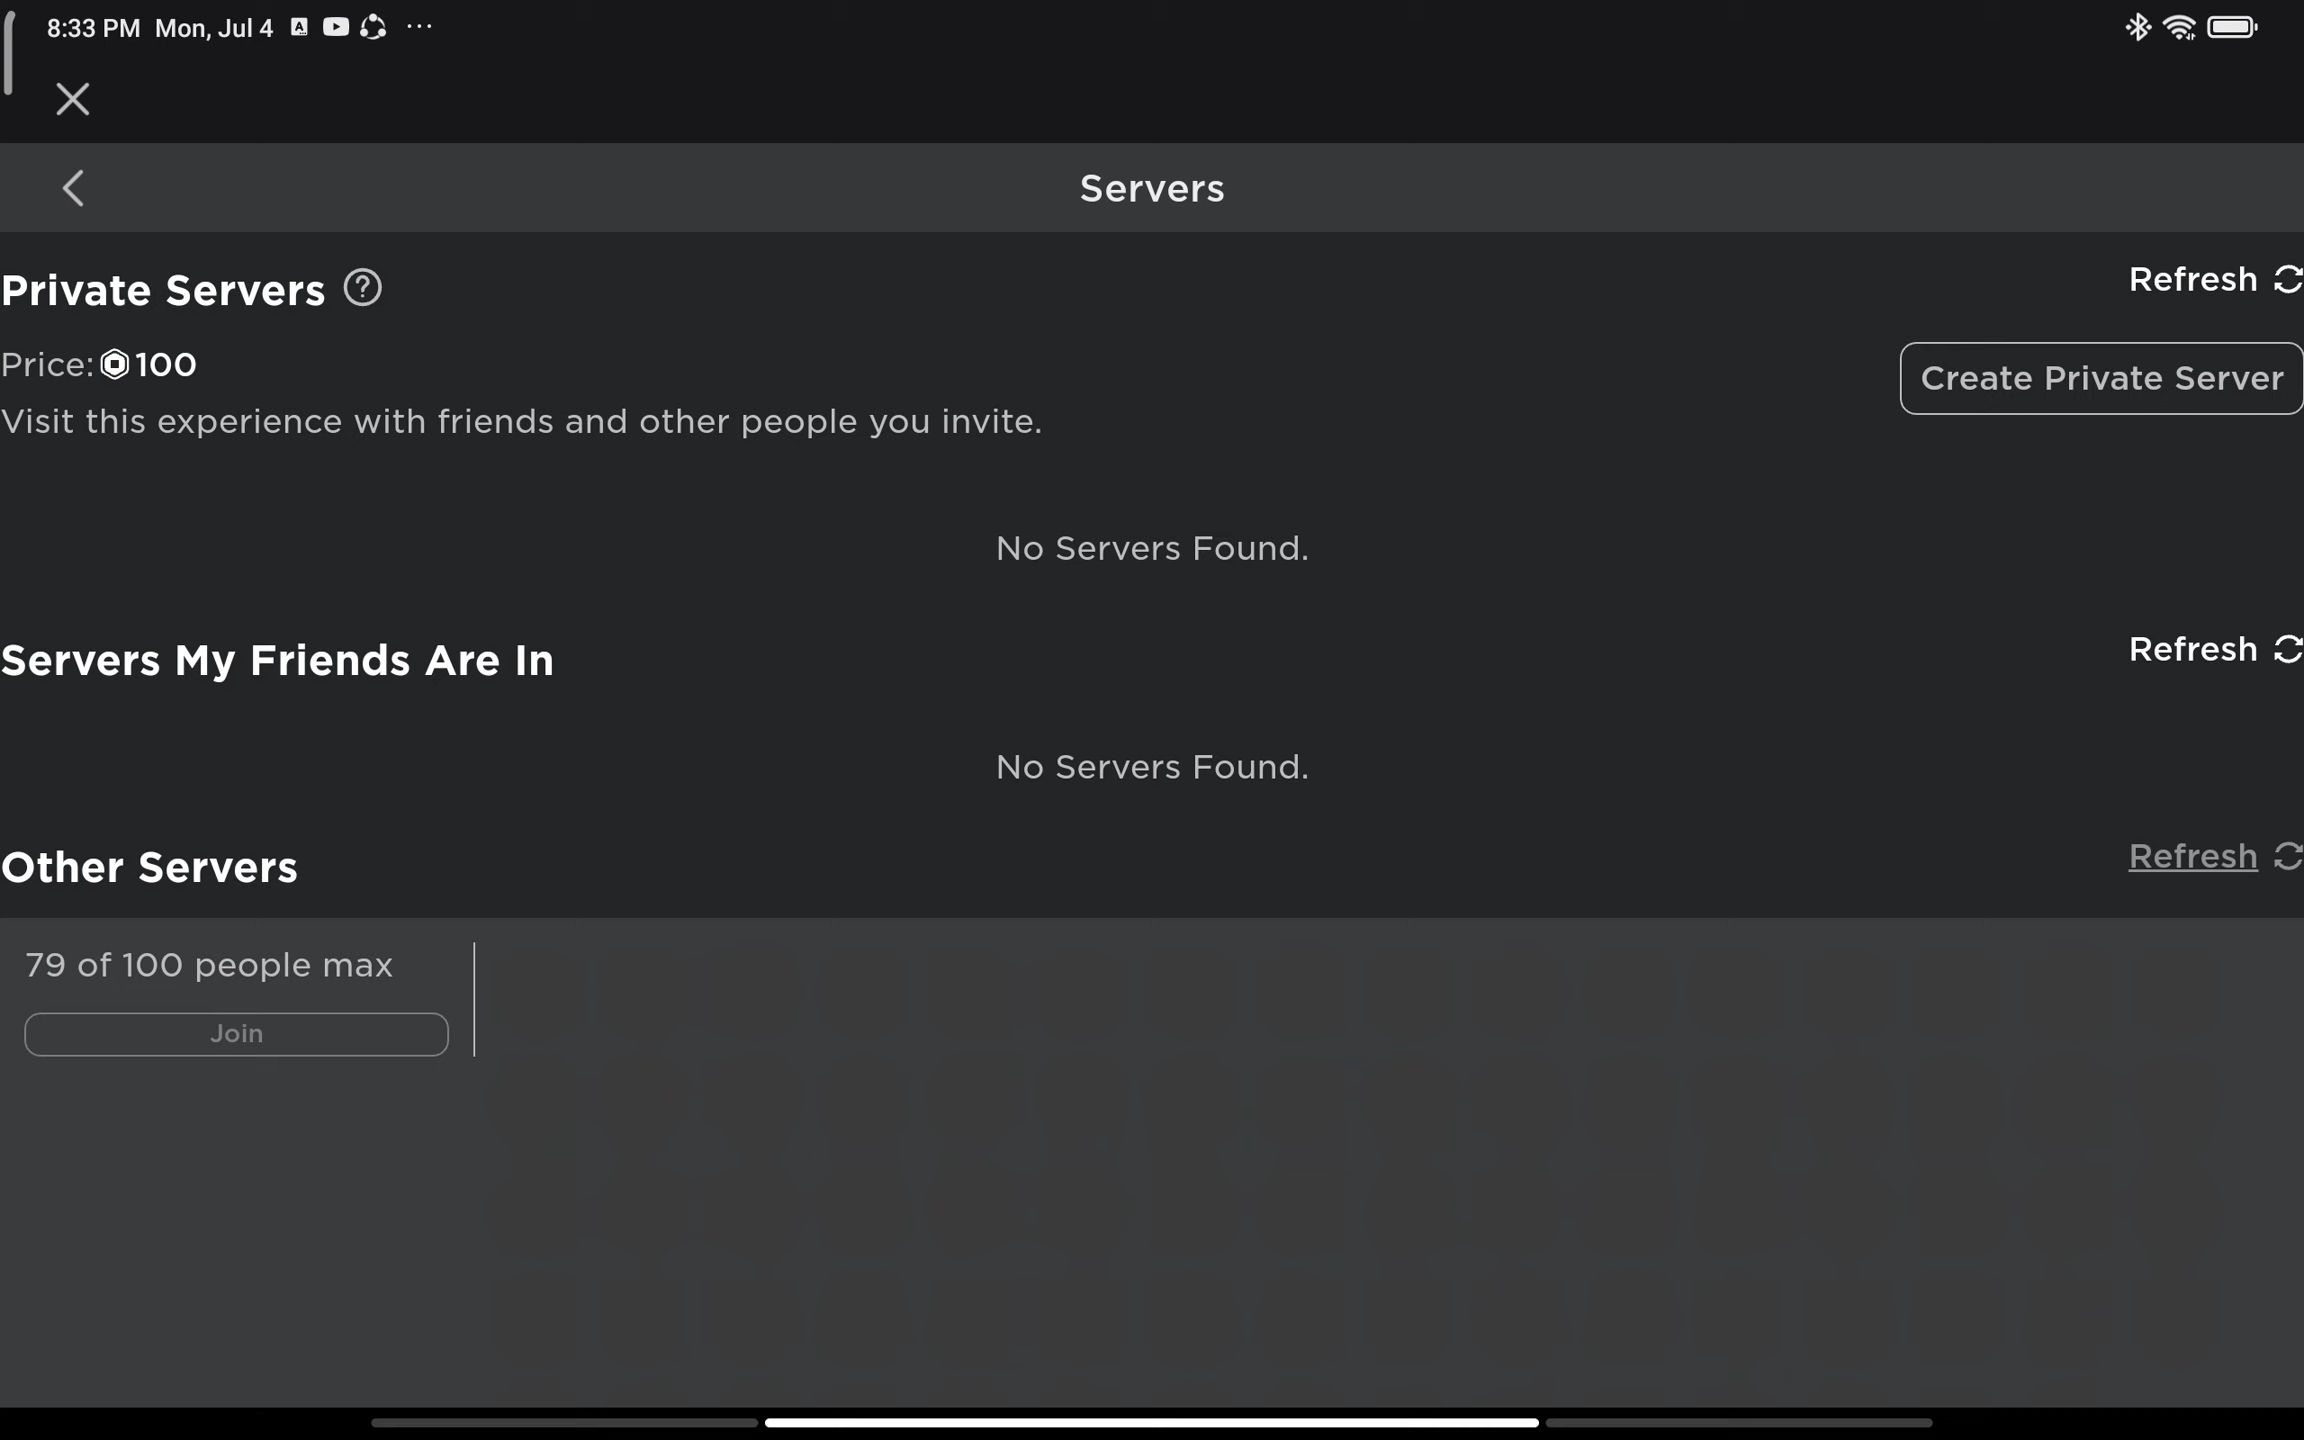 8:33 PM Mon, Jul 4
Servers
Private Servers
Refresh
Price: 100
Create Private Server
Visit this experience with friends and other people you invite.
No Servers Found.
Servers My Friends Are In
Refresh
No Servers Found.
Other Servers
Refresh
79 of 100 people max
Join